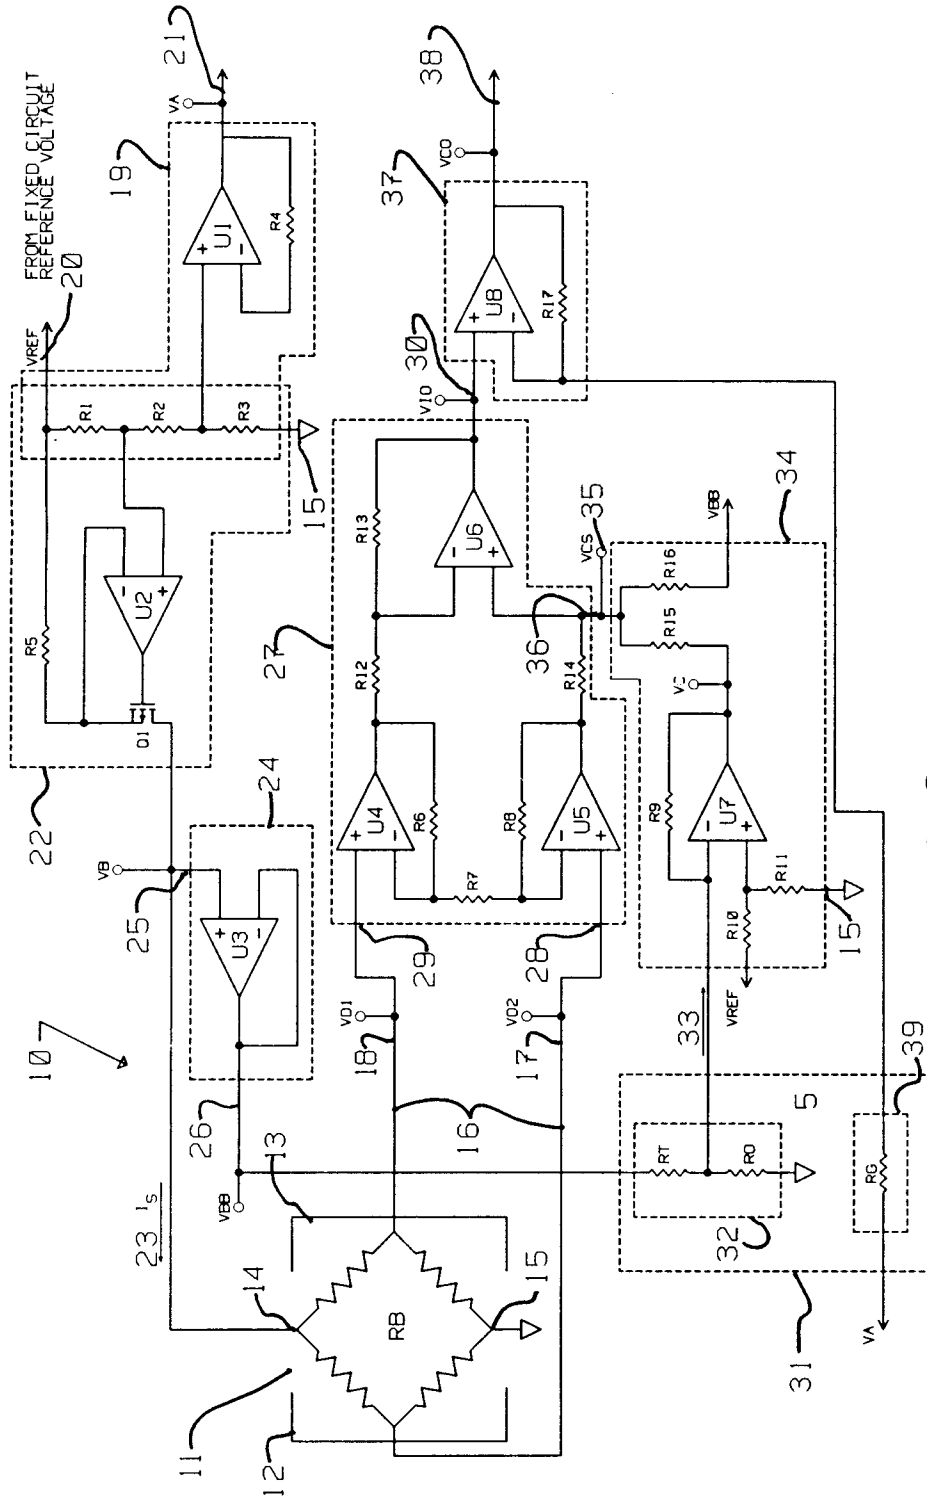 FROM FIXED CIRCUIT
REFERENCE VOLTAGE
20
VREF
19
VA
21
22
R5
R1
R2
R3
U2
Q1
U1
R4
15
10
23 IS
VB
25
24
U3
26
VBB
13
14
11
12
RB
15
16
18
VO1
17
VO2
29
28
27
U4
R6
R7
R8
U5
R12
R13
R14
U6
VIO
30
37
U8
R17
VCO
38
36
VCS
35
34
R15
R16
VBB
VC
R9
U7
R10
R11
VREF
15
33
5
RT
RO
32
31
RG
39
VA